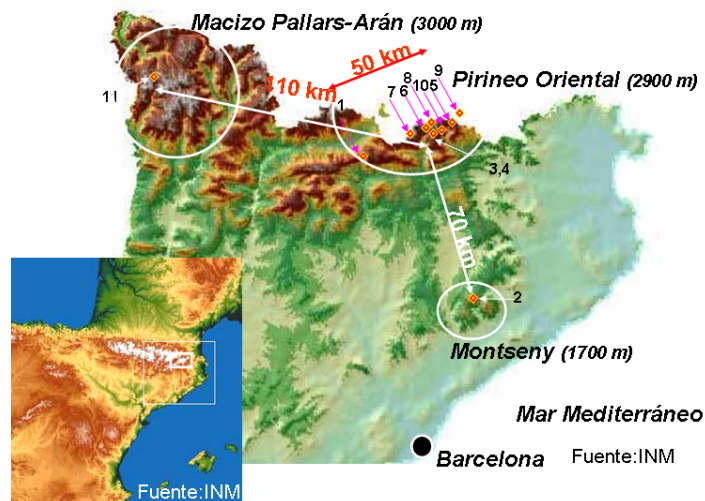 Macizo Pallars-Arán (3000 m)
50 km
110 km
9
8
7 6 105
Pirineo Oriental (2900 m)
11
1
3,4
70 km
2
Montseny (1700 m)
Mar Mediterráneo
Barcelona
Fuente:INM
Fuente:INM